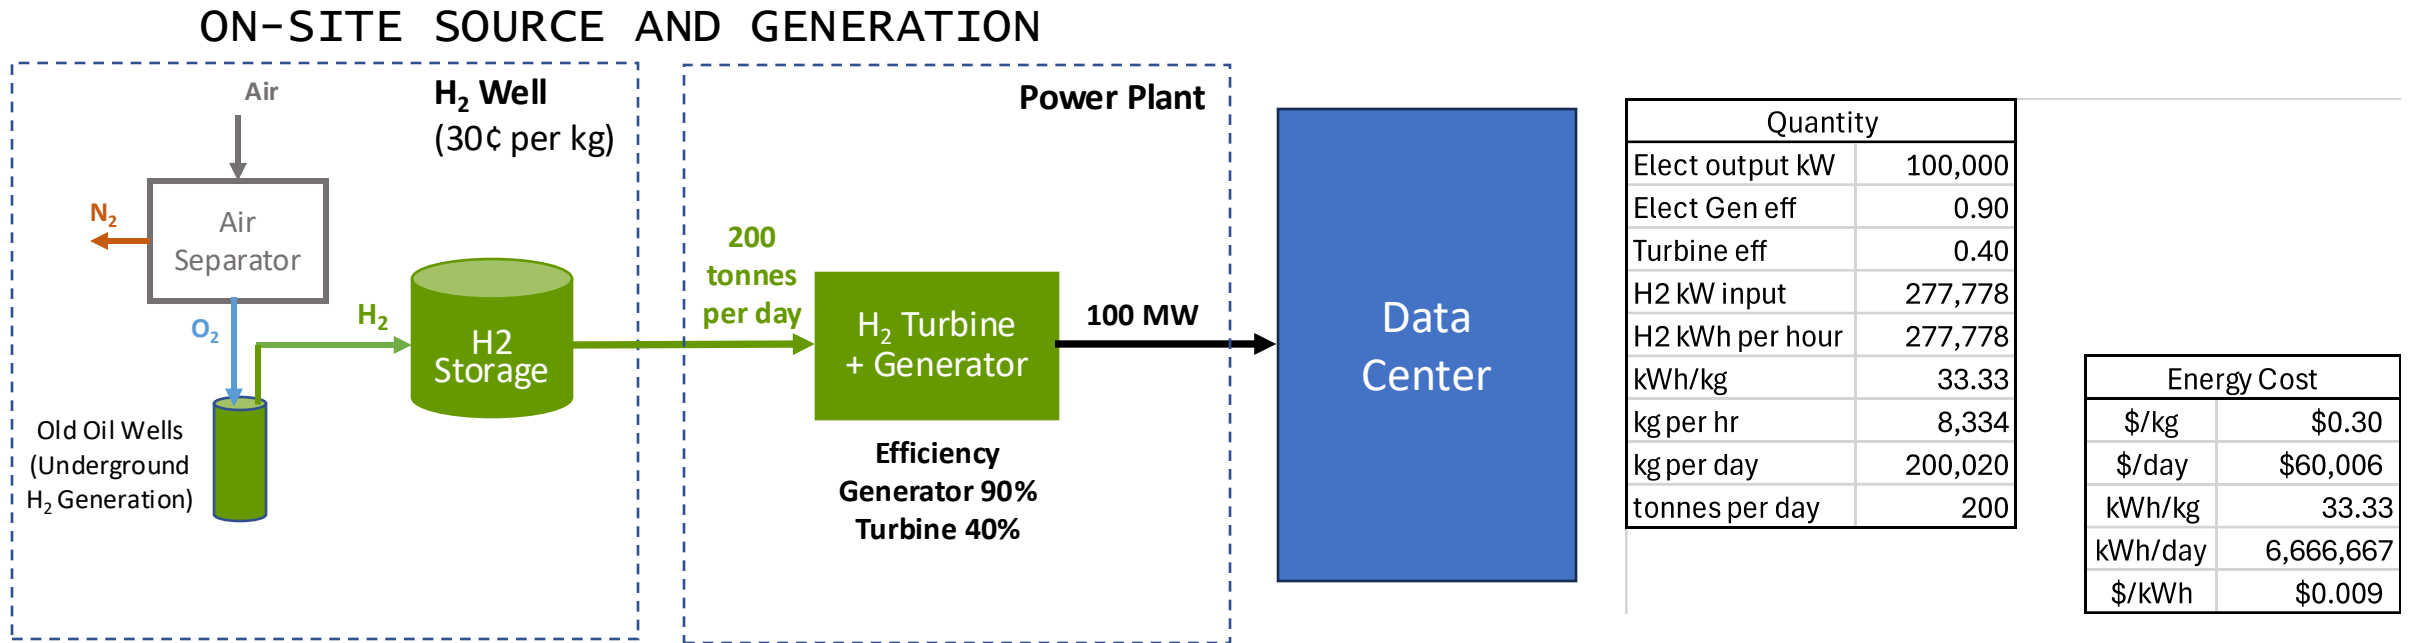 ON-SITE SOURCE AND GENERATION
Air
H₂ Well
(30¢ per kg)
Air
Separator
N₂
O₂
H₂
H2
Storage
Old Oil Wells
(Underground
H₂ Generation)
Power Plant
200
tonnes
per day
H₂ Turbine
+ Generator
100 MW
Efficiency
Generator 90%
Turbine 40%
Data
Center
Quantity
Elect output kW 100,000
Elect Gen eff 0.90
Turbine eff 0.40
H2 kW input 277,778
H2 kWh per hour 277,778
kWh/kg 33.33
kg per hr 8,334
kg per day 200,020
tonnes per day 200
Energy Cost
$/kg $0.30
$/day $60,006
kWh/kg 33.33
kWh/day 6,666,667
$/kWh $0.009